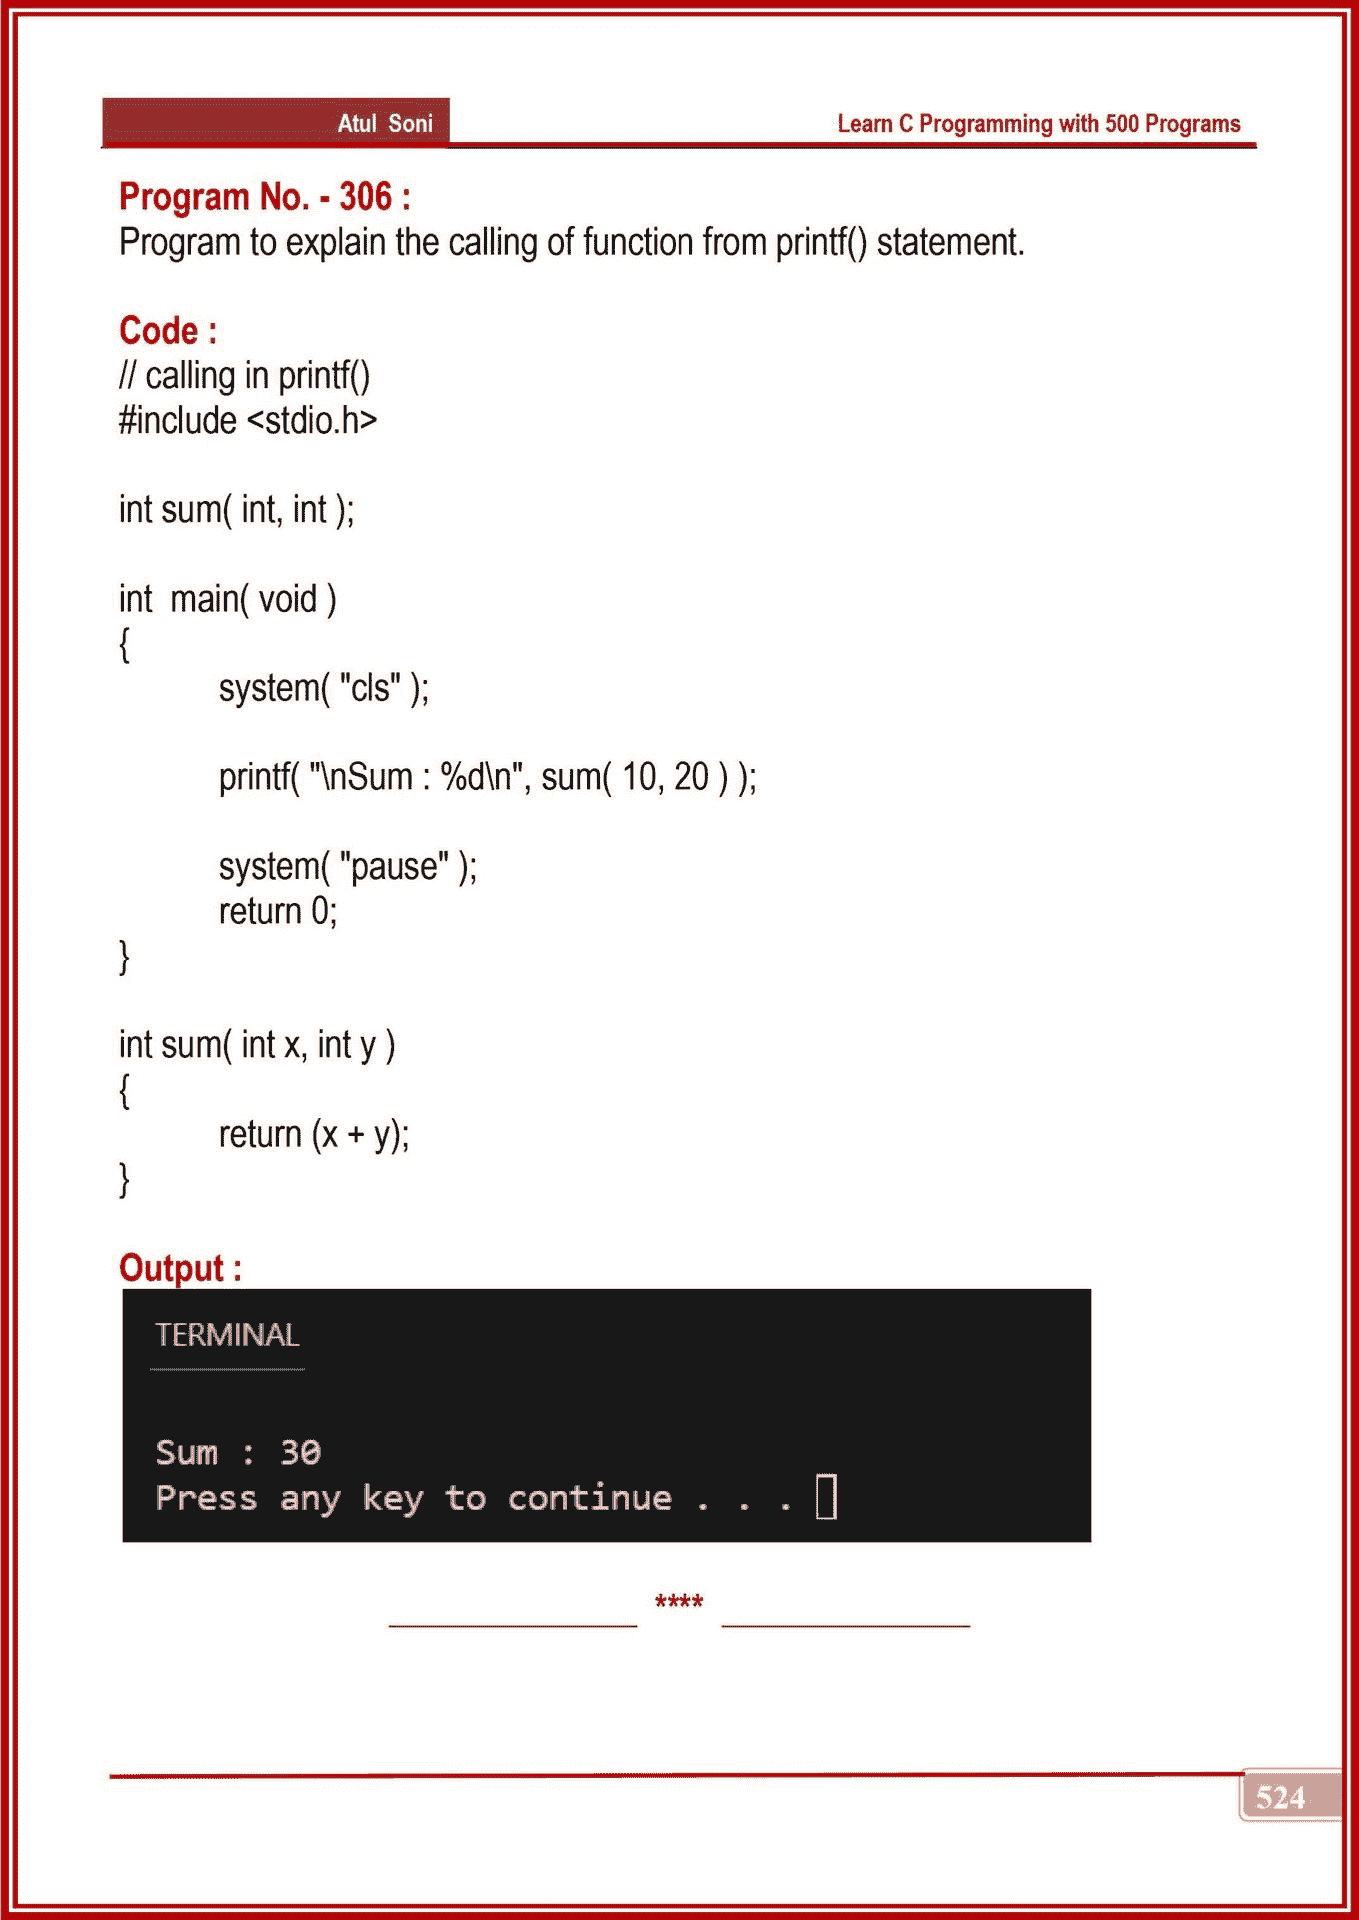 Atul  Soni
Learn C Programming with 500 Programs
Program No. - 306 :
Program to explain the calling of function from printf() statement.
Code :
// calling in printf()
#include <stdio.h>
int sum( int, int );
int  main( void )
{
system( "cls" );
printf( "\nSum : %d\n", sum( 10, 20 ) );
system( "pause" );
return 0;
}
int sum( int x, int y )
{
return (x + y);
}
Output :
TERMINAL
Sum : 30
Press any key to continue . . .
****
524